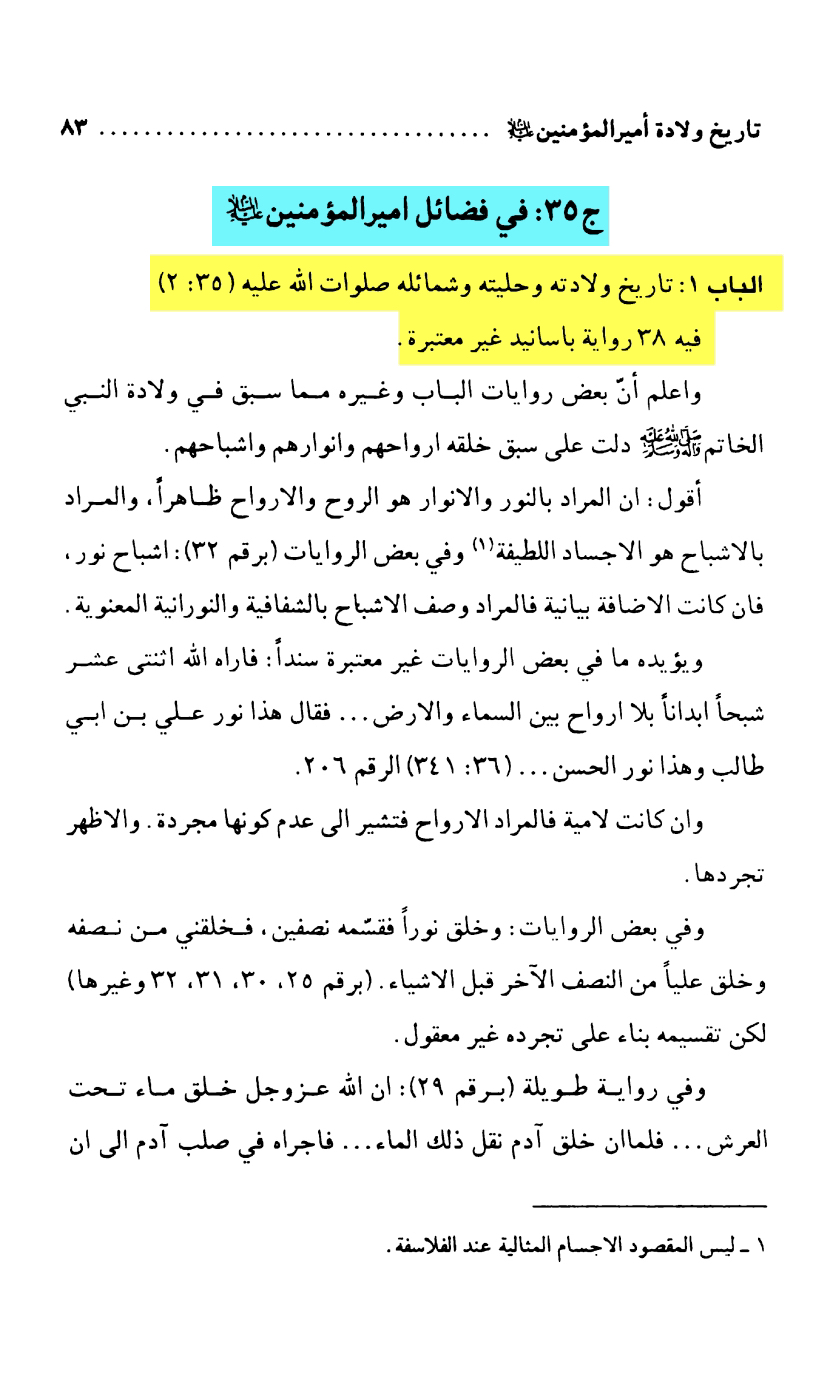 تاريخ ولادة أميرالمؤمنين عليه السلام ................................. ٨٣
ج٣٥: في فضائل اميرالمؤمنين عليه السلام
الباب ١: تاريخ ولادته وحليته وشمائله صلوات الله عليه (٣٥: ٢)
فيه ٣٨ رواية باسانيد غير معتبرة.
واعلم أنّ بعض روايات الباب وغيره مما سبق في ولادة النبي
الخاتم صلى الله عليه وآله وسلم دلت على سبق خلقه ارواحهم وانوارهم واشباحهم.
أقول: ان المراد بالنور والانوار هو الروح والارواح ظاهراً، والمراد
بالاشباح هو الاجساد اللطيفة(١) وفي بعض الروايات (برقم ٣٢): اشباح نور،
فان كانت الاضافة بيانية فالمراد وصف الاشباح بالشفافية والنورانية المعنوية.
ويؤيده ما في بعض الروايات غير معتبرة سنداً: فاراه الله اثنتى عشر
شبحاً ابداناً بلا ارواح بين السماء والارض... فقال هذا نور علي بن ابي
طالب وهذا نور الحسن... (٣٦: ٣٤١) الرقم ٢٠٦.
وان كانت لامية فالمراد الارواح فتشير الى عدم كونها مجردة. والاظهر
تجردها.
وفي بعض الروايات: وخلق نوراً فقسّمه نصفين، فخلقني من نصفه
وخلق علياً من النصف الآخر قبل الاشياء. (برقم ٢٥، ٣٠، ٣١، ٣٢ وغيرها)
لكن تقسيمه بناء على تجرده غير معقول.
وفي رواية طويلة (برقم ٢٩): ان الله عزوجل خلق ماء تحت
العرش... فلماان خلق آدم نقل ذلك الماء... فاجراه في صلب آدم الى ان
١ ـ ليس المقصود الاجسام المثالية عند الفلاسفة.